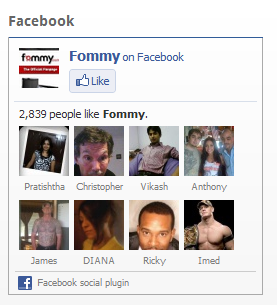 Facebook
fommy
The Official Fanpage
Fommy on Facebook
Like
2,839 people like Fommy.
Pratishtha Christopher Vikash Anthony
James DIANA Ricky Imed
Facebook social plugin